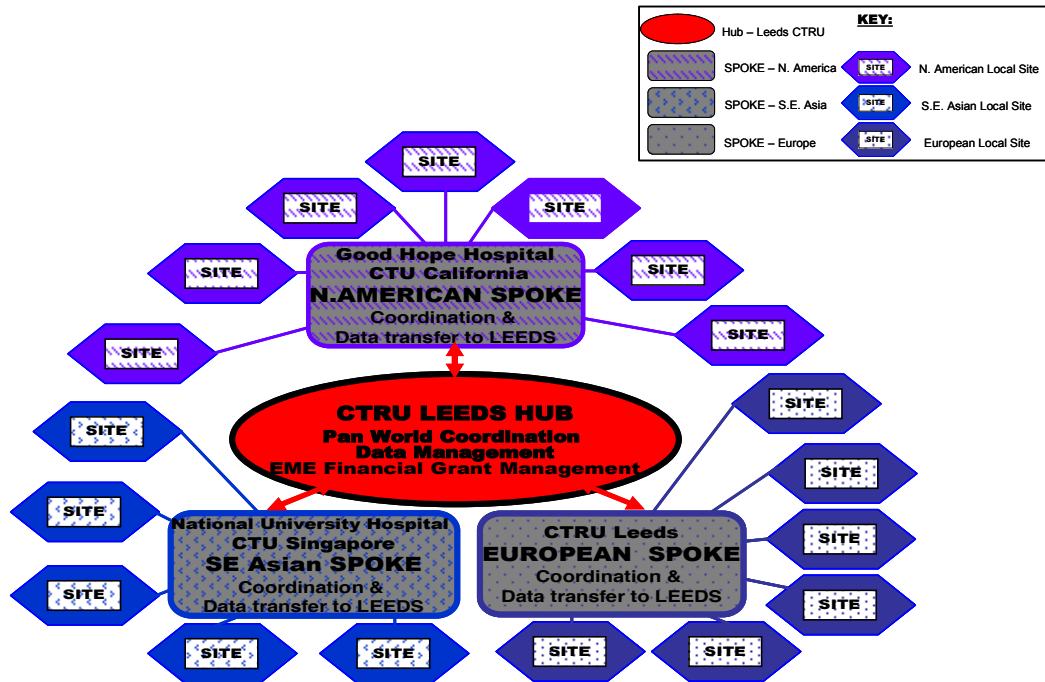 KEY:
Hub – Leeds CTRU
SPOKE – N. America
SITE
N. American Local Site
SPOKE – S.E. Asia
SITE
S.E. Asian Local Site
SPOKE – Europe
SITE
European Local Site
SITE
SITE
SITE
SITE
SITE
SITE
SITE
Good Hope Hospital
CTU California
N.AMERICAN SPOKE
Coordination &
Data transfer to LEEDS
CTRU LEEDS HUB
Pan World Coordination
Data Management
EME Financial Grant Management
SITE
SITE
SITE
SITE
SITE
National University Hospital
CTU Singapore
SE Asian SPOKE
Coordination &
Data transfer to LEEDS
CTRU Leeds
EUROPEAN SPOKE
Coordination &
Data transfer to LEEDS
SITE
SITE
SITE
SITE
SITE
SITE